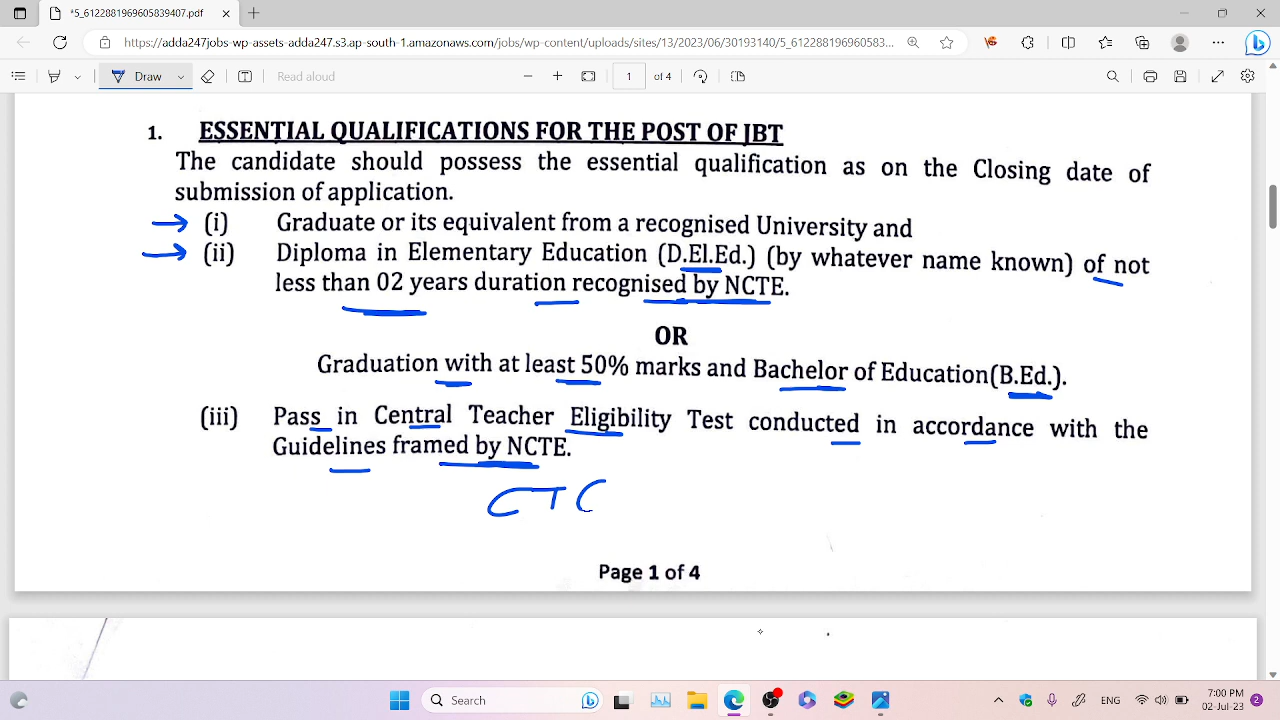 *5_6122881969605839407.pdf
https://adda247jobs-wp-assets-adda247.s3.ap-south-1.amazonaws.com/jobs/wp-content/uploads/sites/13/2023/06/30193140/5_612288196960583...
Draw
Read aloud
1
of 4
1. ESSENTIAL QUALIFICATIONS FOR THE POST OF JBT
The candidate should possess the essential qualification as on the Closing date of
submission of application.
(i) Graduate or its equivalent from a recognised University and
(ii) Diploma in Elementary Education (D.El.Ed.) (by whatever name known) of not
less than 02 years duration recognised by NCTE.
OR
Graduation with at least 50% marks and Bachelor of Education(B.Ed.).
(iii) Pass in Central Teacher Eligibility Test conducted in accordance with the
Guidelines framed by NCTE.
CTC
Page 1 of 4
Search
ENG
7:00 PM
02-Jul-23
2